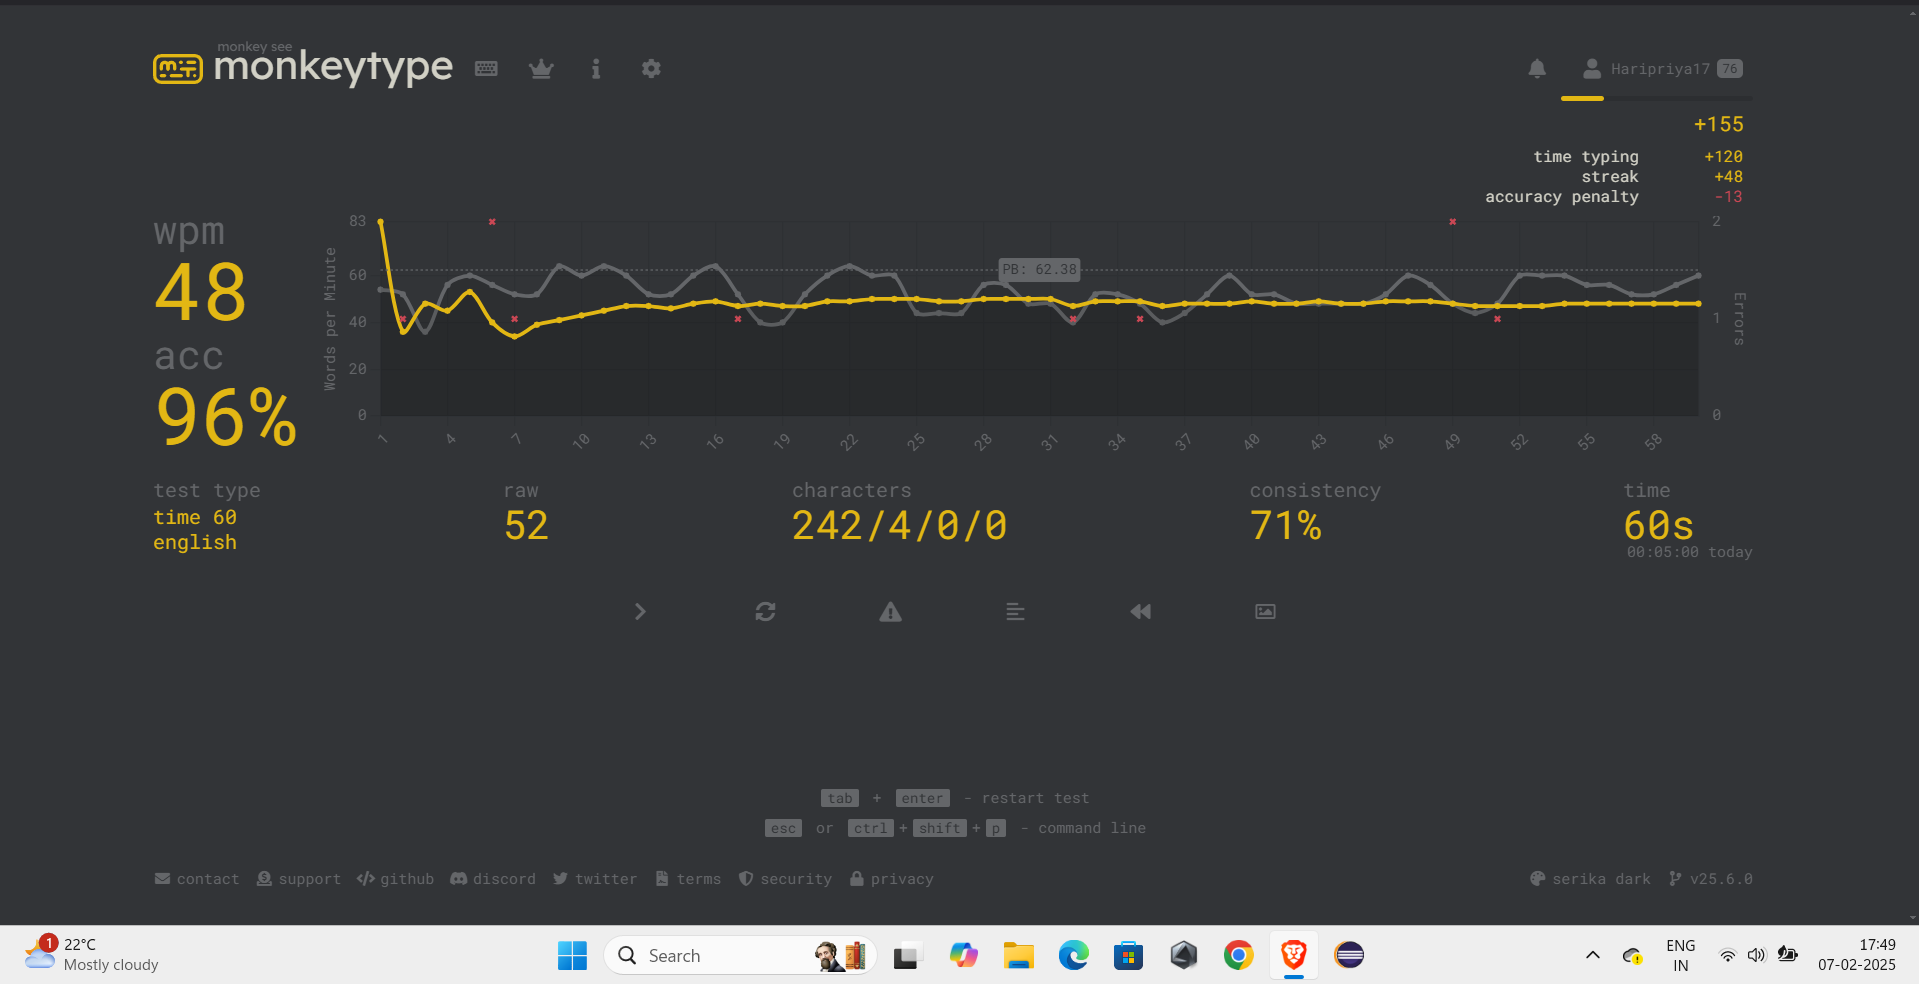 monkey see
monkeytype
Haripriya17 76
+155
time typing +120
streak +48
accuracy penalty -13
wpm
48
acc
96%
Words per Minute
83
60
40
20
0
PB: 62.38
2
1
0
Errors
1 4 7 10 13 16 19 22 25 28 31 34 37 40 43 46 49 52 55 58
test type
time 60
english
raw
52
characters
242/4/0/0
consistency
71%
time
60s
00:05:00 today
tab + enter - restart test
esc or ctrl + shift + p - command line
contact support github discord twitter terms security privacy serika dark v25.6.0
1
22°C
Mostly cloudy
Search
ENG
IN
17:49
07-02-2025